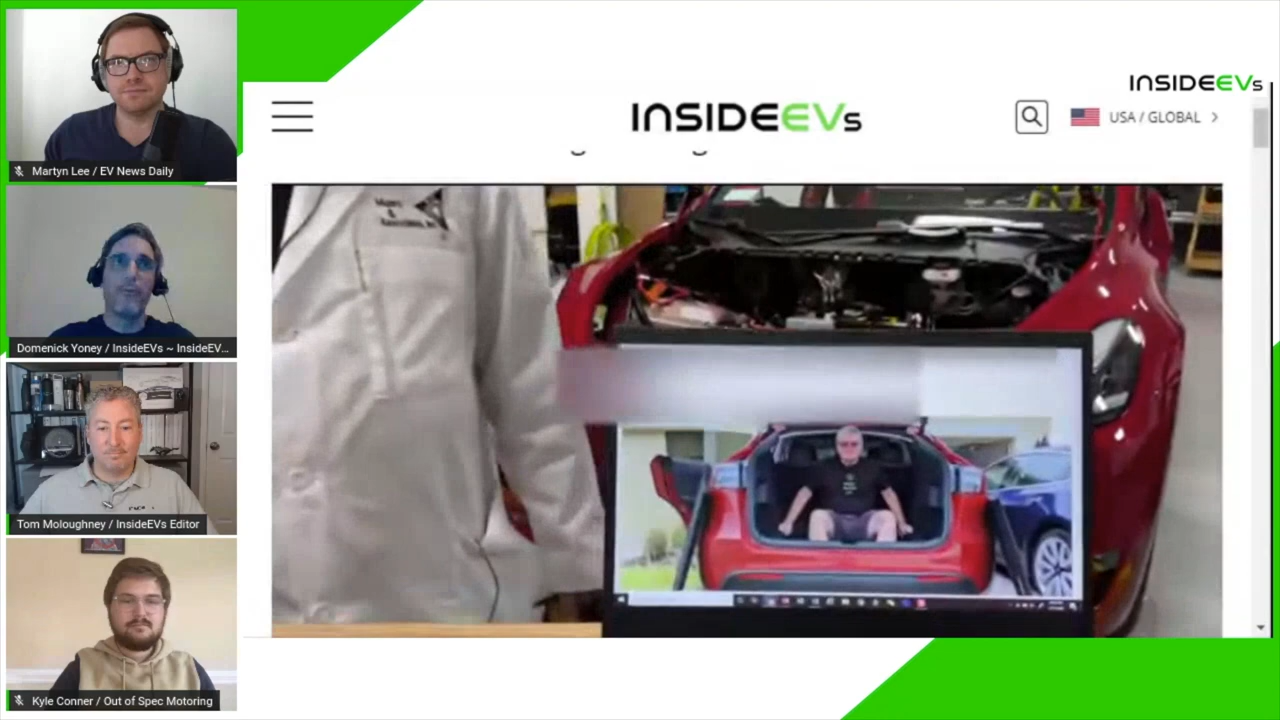 Martyn Lee / EV News Daily
Domenick Yoney / InsideEVs ~ InsideEV...
Tom Moloughney / InsideEVs Editor
Kyle Conner / Out of Spec Motoring
INSIDEEVs
INSIDEEVs
USA / GLOBAL